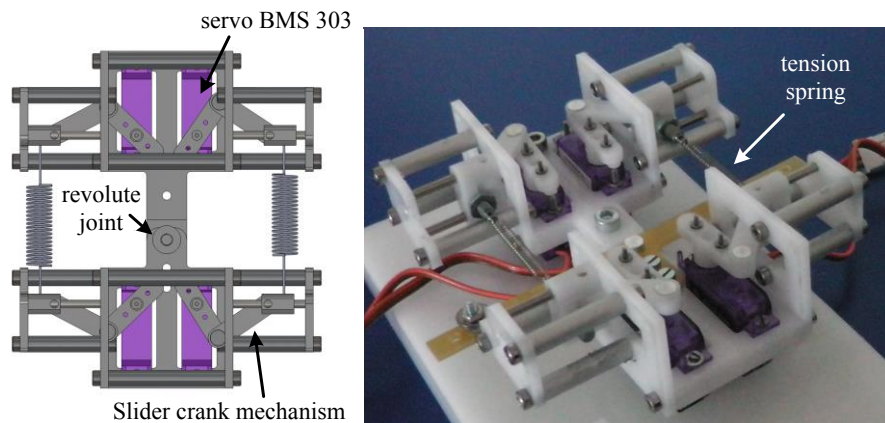 servo BMS 303
tension
spring
revolute
joint
Slider crank mechanism